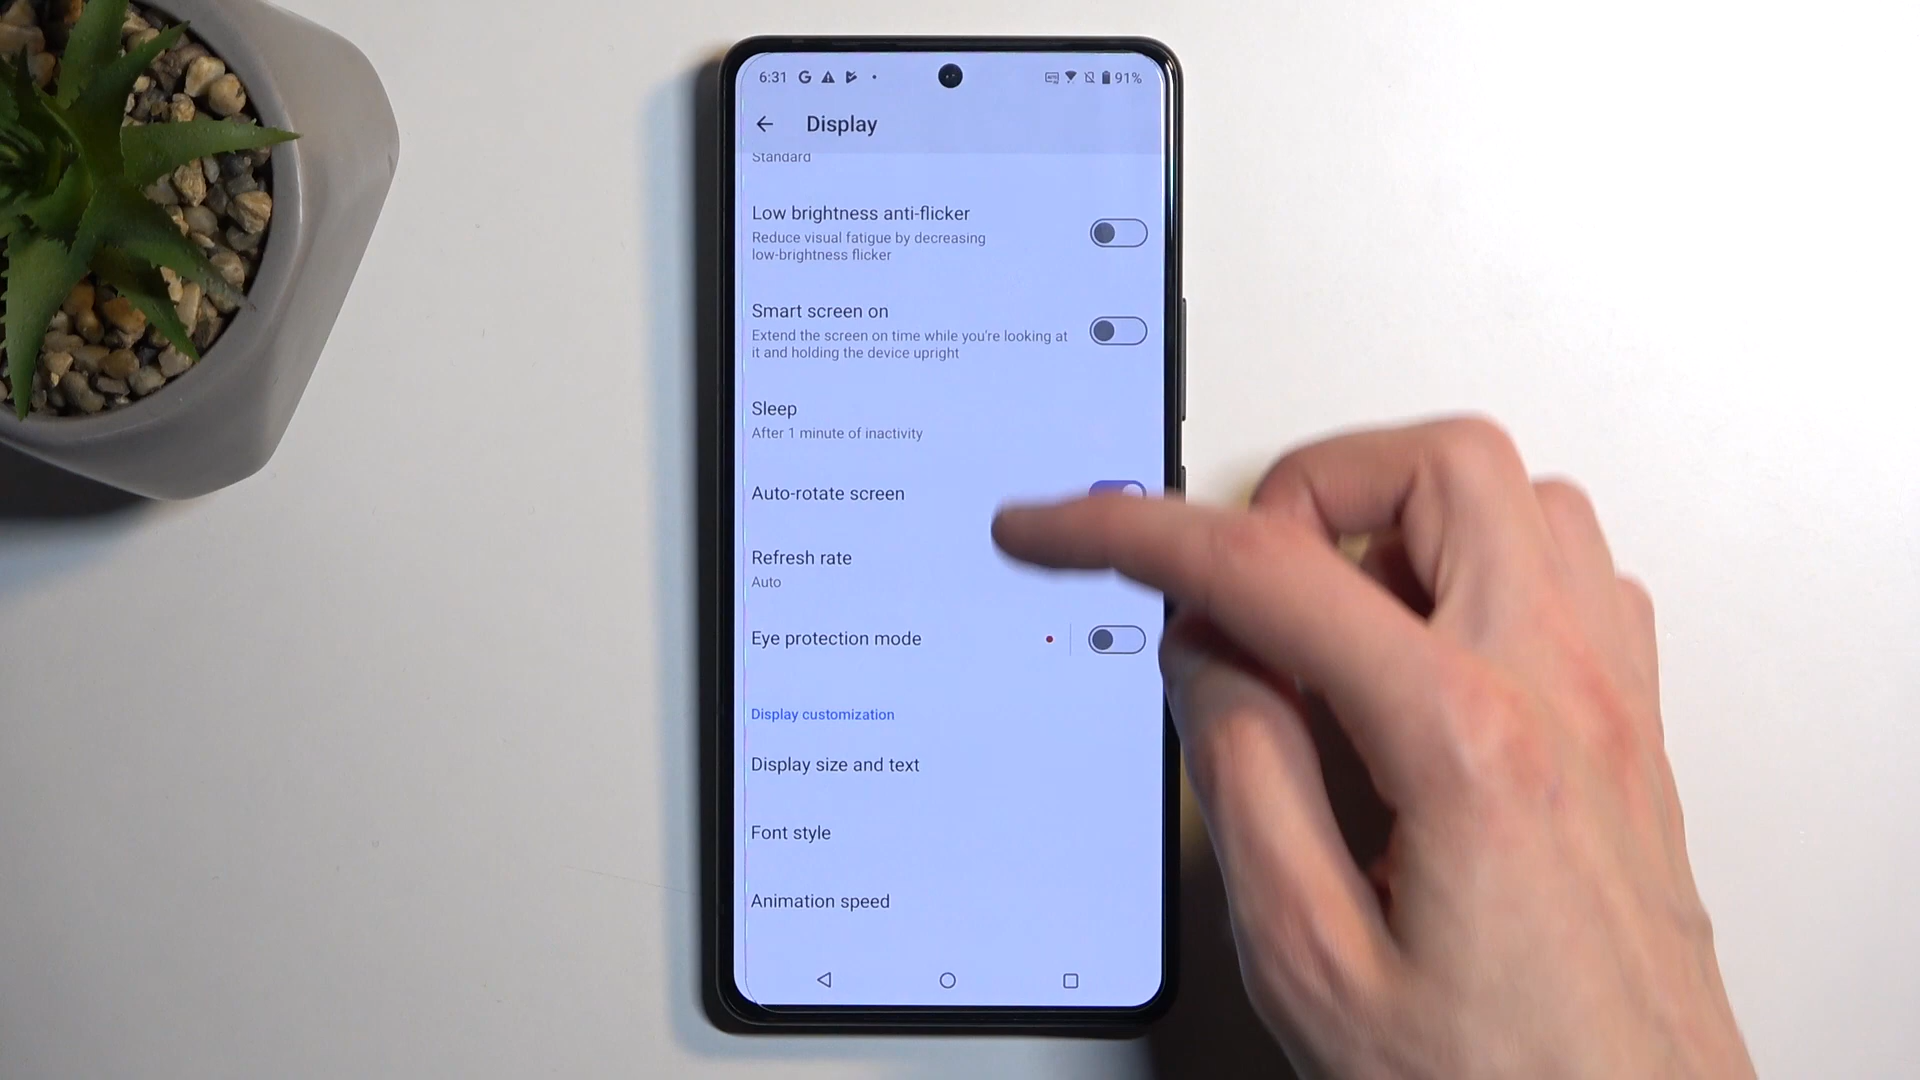 6:31
91%
Display
Standard
Low brightness anti-flicker
Reduce visual fatigue by decreasing
low-brightness flicker
Smart screen on
Extend the screen on time while you're looking at
it and holding the device upright
Sleep
After 1 minute of inactivity
Auto-rotate screen
Refresh rate
Auto
Eye protection mode
Display customization
Display size and text
Font style
Animation speed